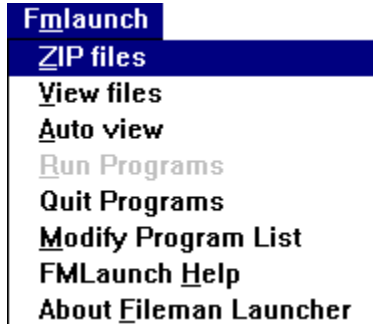 Fmlaunch
ZIP files
View files
Auto view
Run Programs
Quit Programs
Modify Program List
FMLaunch Help
About Fileman Launcher